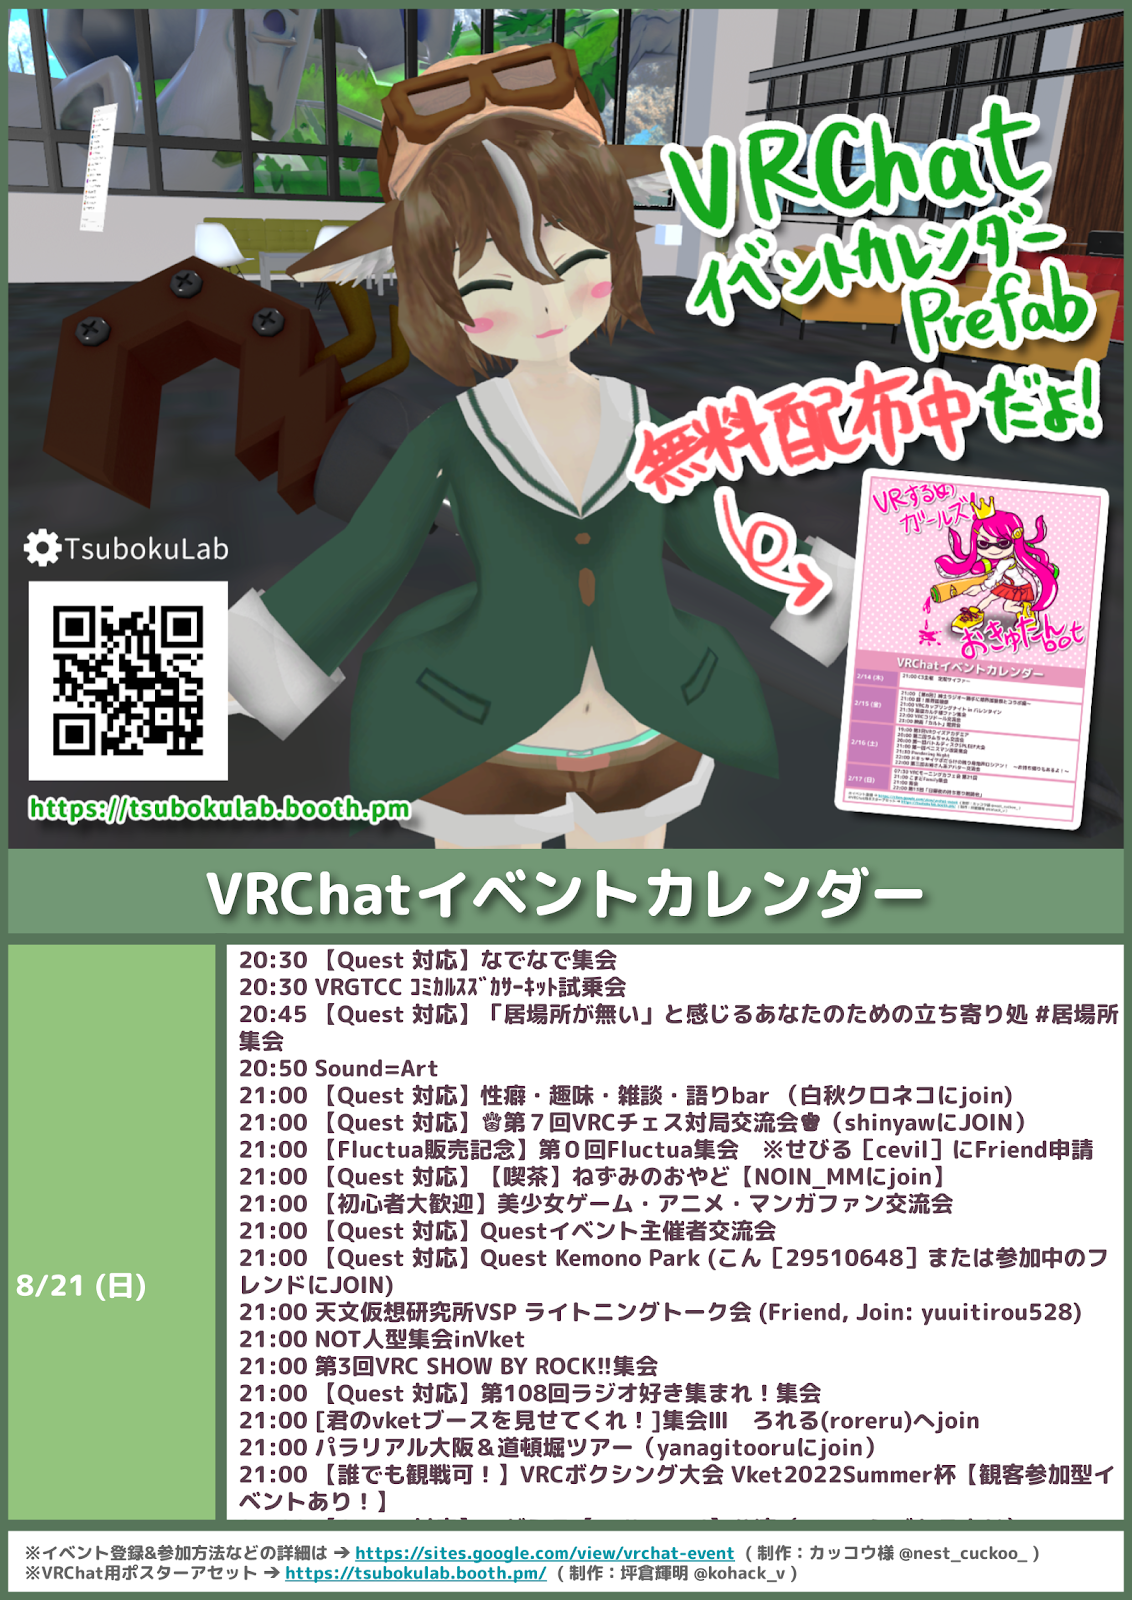 VRChat
イベントカレンダー
Prefab
無料配布中だよ!
VRするめ
ガールズ
おきゅたん
bot
VRChatイベントカレンダー
2/14 (木)
2/15 (金)
2/16 (土)
2/17 (日)
TsubokuLab
https://tsubokulab.booth.pm
VRChatイベントカレンダー
8/21 (日)
20:30 【Quest 対応】なでなで集会
20:30 VRGTCC ｺﾐｶﾙｽｽﾞｶｻｰｷｯﾄ試乗会
20:45 【Quest 対応】「居場所が無い」と感じるあなたのための立ち寄り処 #居場所
集会
20:50 Sound=Art
21:00 【Quest 対応】性癖・趣味・雑談・語りbar （白秋クロネコにjoin)
21:00 【Quest 対応】♕第７回VRCチェス対局交流会♚（shinyawにJOIN）
21:00 【Fluctua販売記念】第０回Fluctua集会　※せびる［cevil］にFriend申請
21:00 【Quest 対応】【喫茶】ねずみのおやど【NOIN_MMにjoin】
21:00 【初心者大歓迎】美少女ゲーム・アニメ・マンガファン交流会
21:00 【Quest 対応】Questイベント主催者交流会
21:00 【Quest 対応】Quest Kemono Park (こん［29510648］または参加中のフ
レンドにJOIN)
21:00 天文仮想研究所VSP ライトニングトーク会 (Friend, Join: yuuitirou528)
21:00 NOT人型集会inVket
21:00 第3回VRC SHOW BY ROCK!!集会
21:00 【Quest 対応】第108回ラジオ好き集まれ！集会
21:00 [君のvketブースを見せてくれ！]集会Ⅲ　ろれる(roreru)へjoin
21:00 パラリアル大阪＆道頓堀ツアー（yanagitooruにjoin）
21:00 【誰でも観戦可！】VRCボクシング大会 Vket2022Summer杯【観客参加型イ
ベントあり！】
※イベント登録&参加方法などの詳細は ➔ https://sites.google.com/view/vrchat-event ( 制作：カッコウ様 @nest_cuckoo_ )
※VRChat用ポスターアセット ➔ https://tsubokulab.booth.pm/ ( 制作：坪倉輝明 @kohack_v )